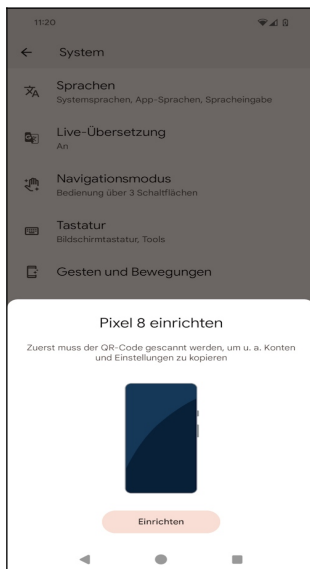 11:20
System
Sprachen
Systemsprachen, App-Sprachen, Spracheingabe
Live-Übersetzung
An
Navigationsmodus
Bedienung über 3 Schaltflächen
Tastatur
Bildschirmtastatur, Tools
Gesten und Bewegungen
Pixel 8 einrichten
Zuerst muss der QR-Code gescannt werden, um u. a. Konten
und Einstellungen zu kopieren
Einrichten